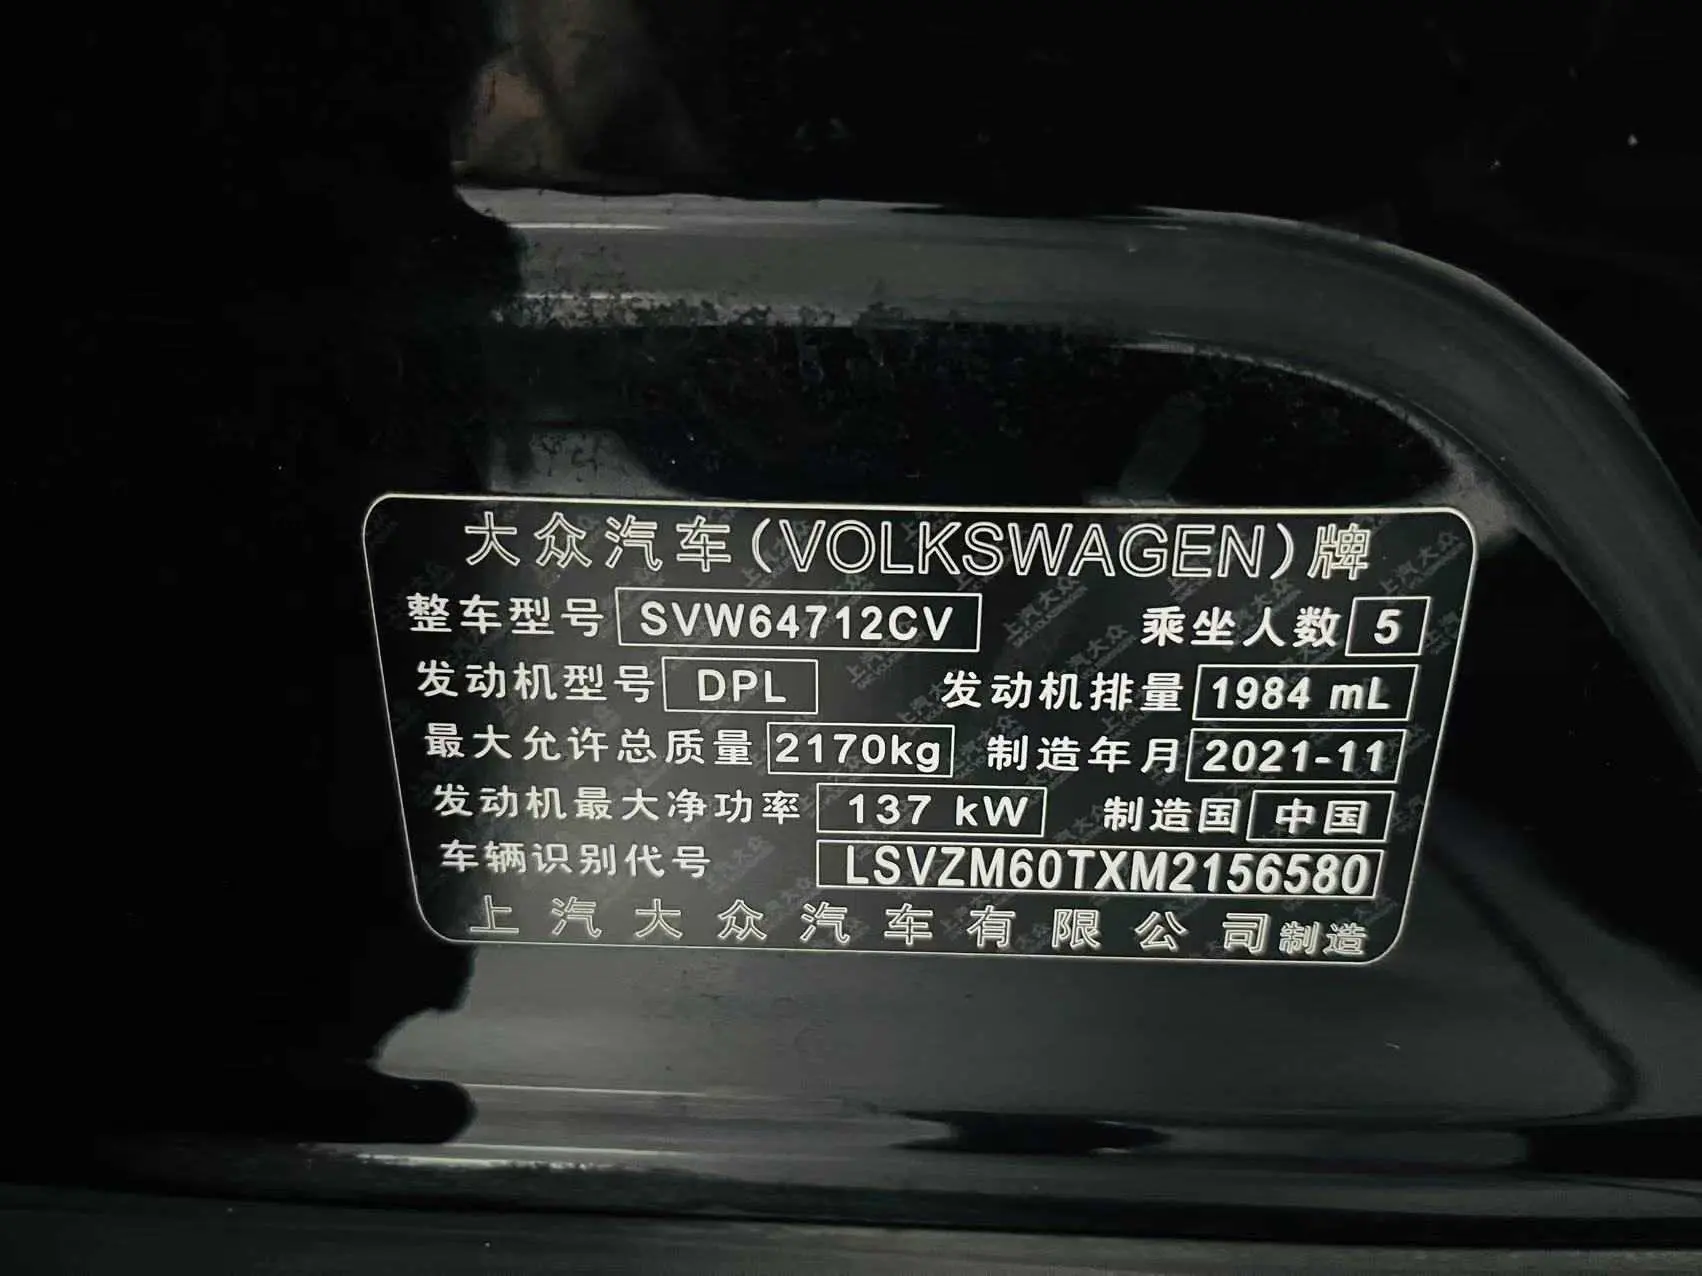 大众汽车(VOLKSWAGEN)牌
整车型号 SVW64712CV 乘坐人数 5
发动机型号 DPL 发动机排量 1984 mL
最大允许总质量 2170kg 制造年月 2021-11
发动机最大净功率 137 kW 制造国 中国
车辆识别代号 LSVZM60TXM2156580
上汽大众汽车有限公司制造